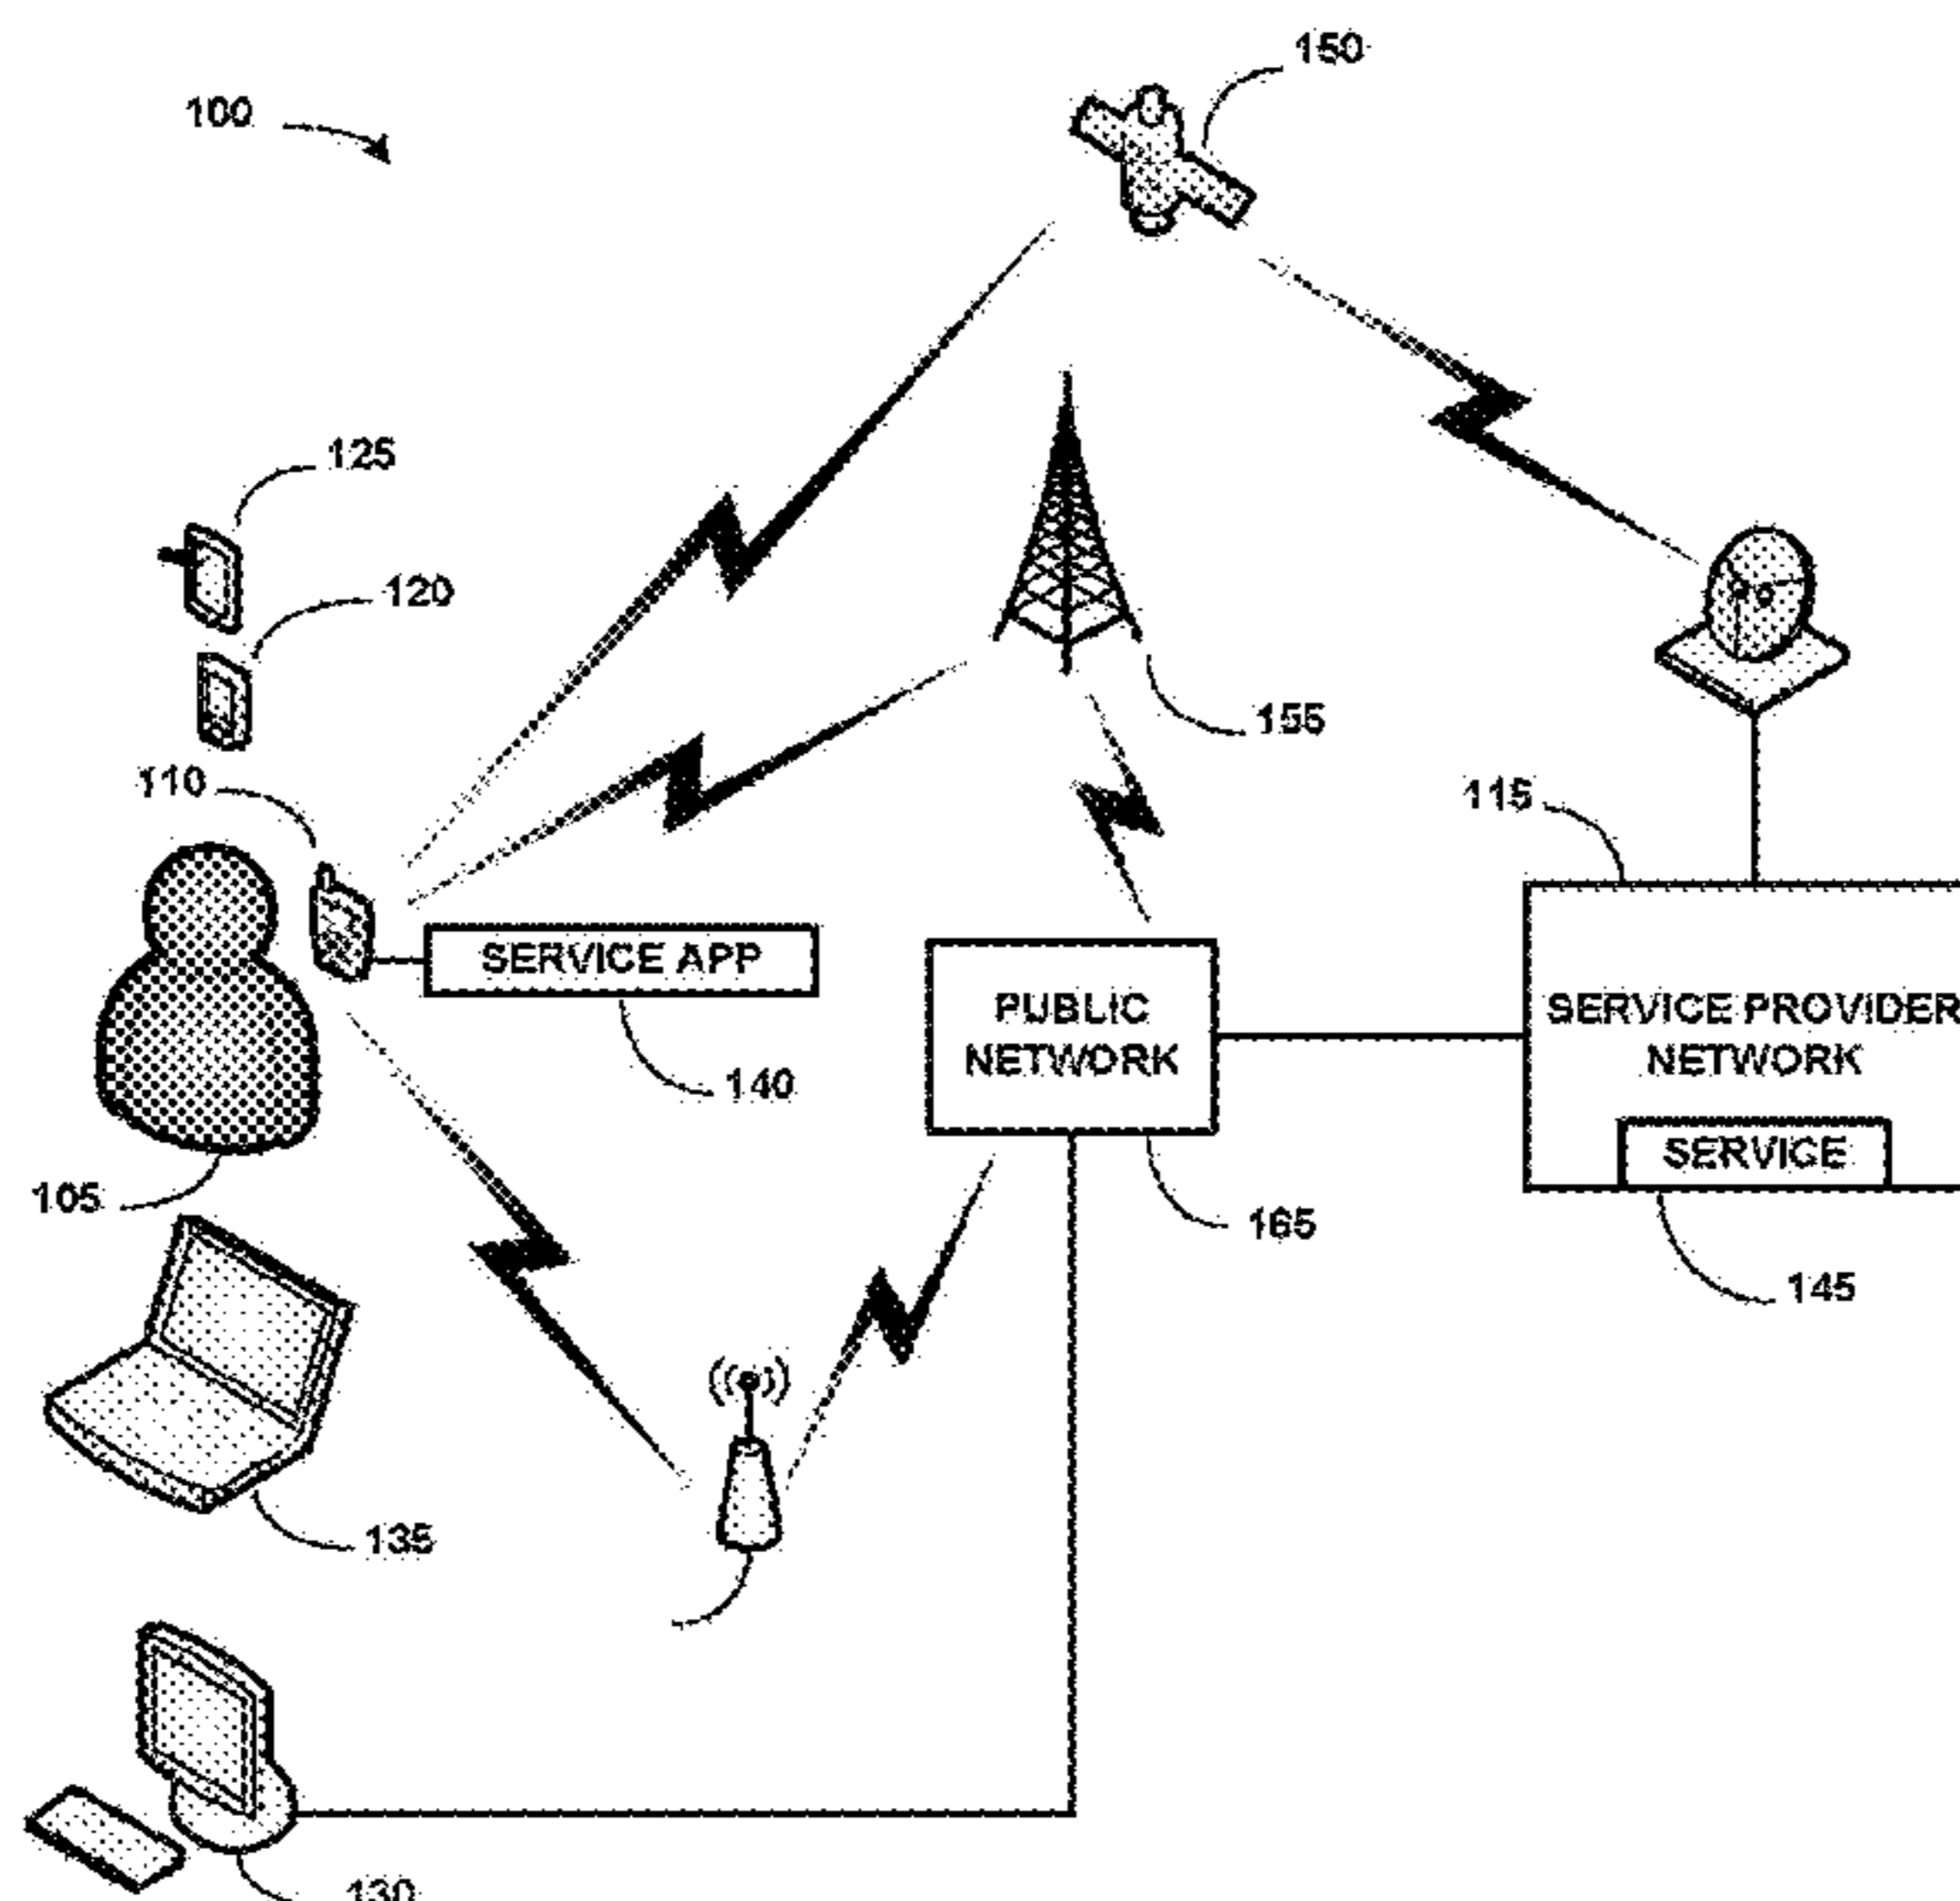 150
100
125
120
155
110
115
SERVICE APP
PUBLIC
NETWORK
SERVICE PROVIDER
NETWORK
140
SERVICE
105
165
145
135
130